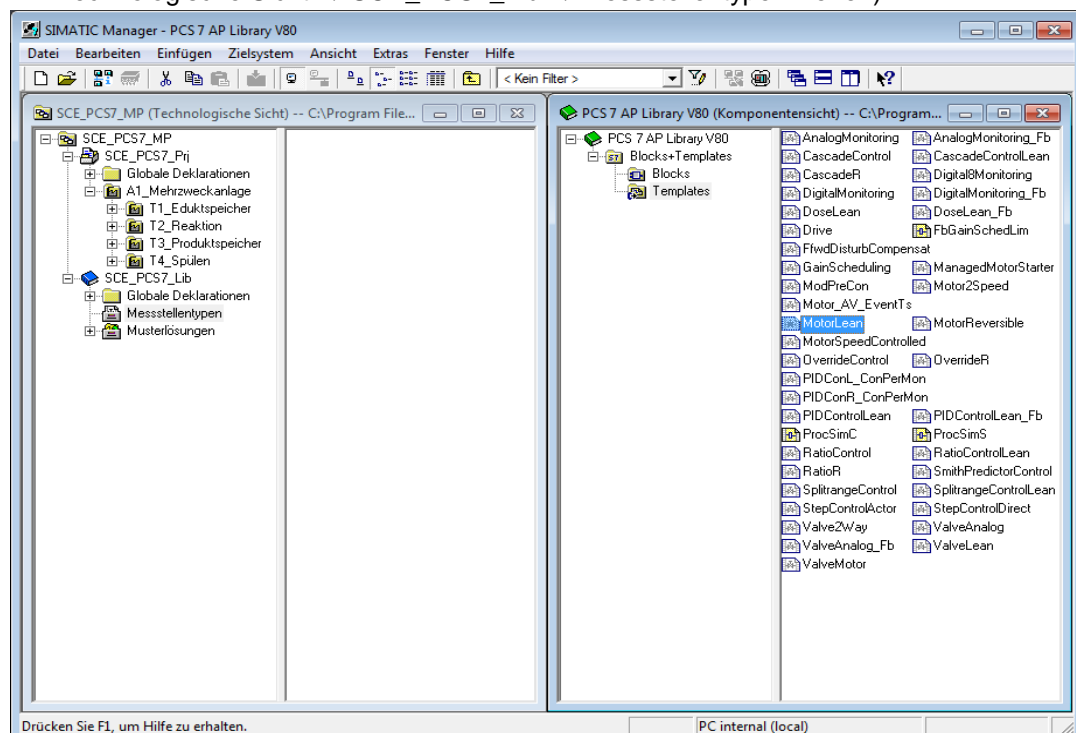 SIMATIC Manager - PCS 7 AP Library V80
Datei Bearbeiten Einfügen Zielsystem Ansicht Extras Fenster Hilfe
< Kein Filter >
SCE_PCS7_MP (Technologische Sicht) -- C:\Program File...
SCE_PCS7_MP
SCE_PCS7_Prj
Globale Deklarationen
A1_Mehrzweckanlage
T1_Eduktspeicher
T2_Reaktion
T3_Produktspeicher
T4_Spülen
SCE_PCS7_Lib
Globale Deklarationen
Messstellentypen
Musterlösungen
PCS 7 AP Library V80 (Komponentensicht) -- C:\Program...
PCS 7 AP Library V80
Blocks+Templates
Blocks
Templates
AnalogMonitoring AnalogMonitoring_Fb
CascadeControl CascadeControlLean
CascadeR Digital8Monitoring
DigitalMonitoring DigitalMonitoring_Fb
DoseLean DoseLean_Fb
Drive FbGainSchedLim
FfwdDisturbCompensat
GainScheduling ManagedMotorStarter
ModPreCon Motor2Speed
Motor_AV_EventTs
MotorLean MotorReversible
MotorSpeedControlled
OverrideControl OverrideR
PIDConL_ConPerMon
PIDConR_ConPerMon
PIDControlLean PIDControlLean_Fb
ProcSimC ProcSimS
RatioControl RatioControlLean
RatioR SmithPredictorControl
SplitrangeControl SplitrangeControlLean
StepControlActor StepControlDirect
Valve2Way ValveAnalog
ValveAnalog_Fb ValveLean
ValveMotor
Drücken Sie F1, um Hilfe zu erhalten.
PC internal (local)